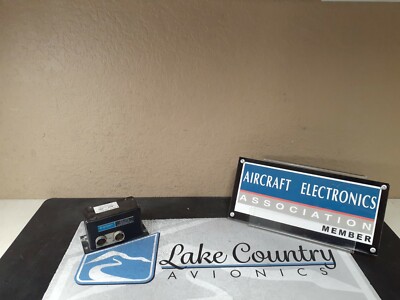 AIRCRAFT ELECTRONICS
ASSOCIATION
MEMBER
Lake Country
AVIONICS